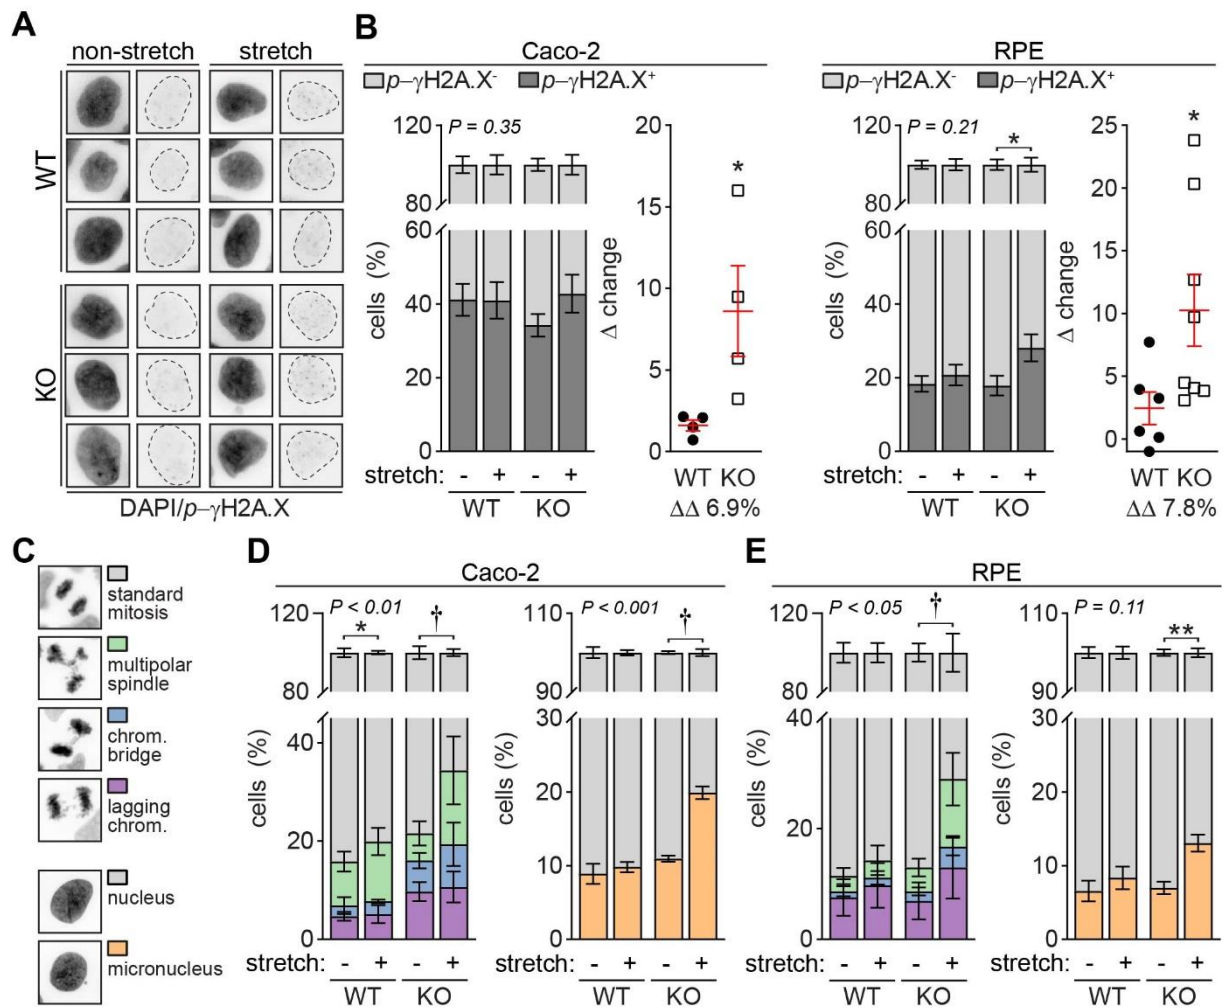 A
non-stretch stretch
WT
KO
DAPI/p–γH2A.X
B
Caco-2
p–γH2A.X- p–γH2A.X+
P = 0.35
120
80
60
40
20
0
cells (%)
stretch: - + - +
WT KO
*
20
15
10
5
0
Δ change
WT KO
ΔΔ 6.9%
RPE
p–γH2A.X- p–γH2A.X+
P = 0.21
*
120
80
60
40
20
0
cells (%)
stretch: - + - +
WT KO
*
25
20
15
10
5
0
Δ change
WT KO
ΔΔ 7.8%
C
standard
mitosis
multipolar
spindle
chrom.
bridge
lagging
chrom.
nucleus
micronucleus
D
Caco-2
P < 0.01
* †
120
80
40
20
0
cells (%)
stretch: - + - +
WT KO
P < 0.001
†
120
90
30
20
10
0
cells (%)
- + - +
WT KO
E
RPE
P < 0.05
†
120
80
40
20
0
cells (%)
stretch: - + - +
WT KO
P = 0.11
**
110
90
30
20
10
0
cells (%)
- + - +
WT KO